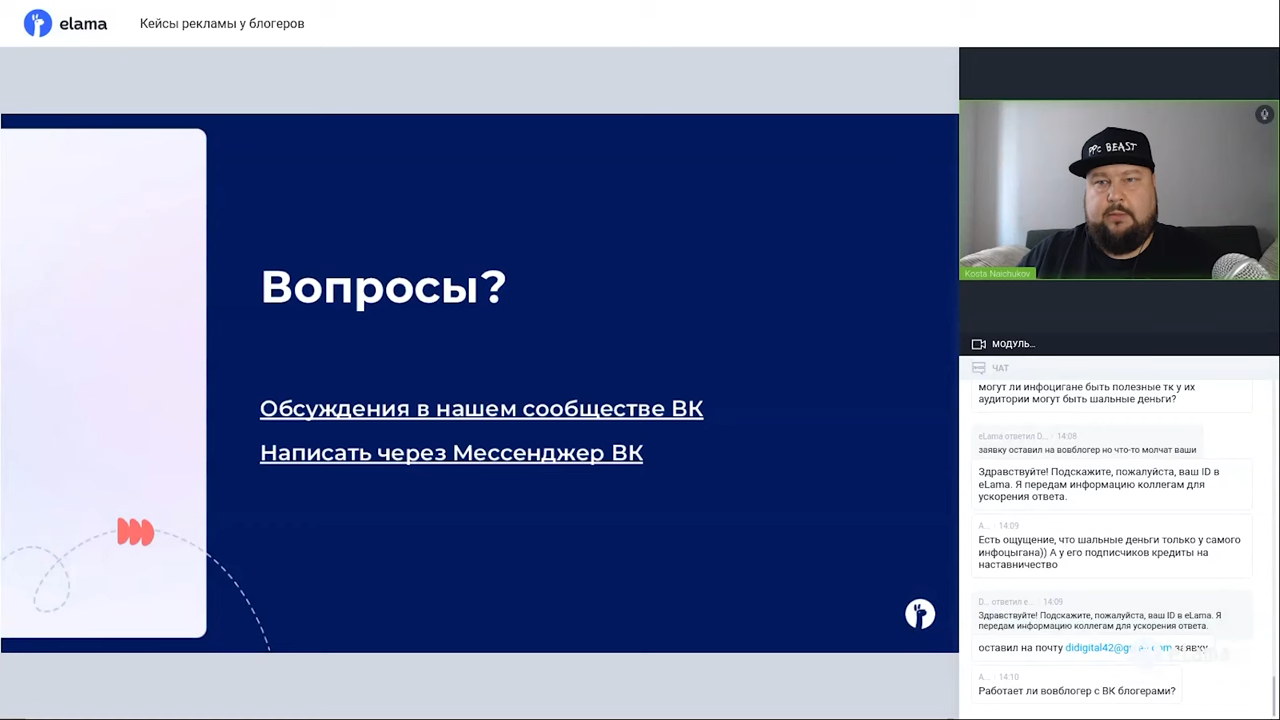 elama
Кейсы рекламы у блогеров
Вопросы?
Обсуждения в нашем сообществе ВК
Написать через Мессенджер ВК
PPC BEAST
Kosta Naichukov
МОДУЛЬ...
ЧАТ
могут ли инфоцигане быть полезные тк у их
аудитории могут быть шальные деньги?
eLama ответил D... · 14:08
заявку оставил на вовблогер но что-то молчат ваши
Здравствуйте! Подскажите, пожалуйста, ваш ID в
eLama. Я передам информацию коллегам для
ускорения ответа.
A... · 14:09
Есть ощущение, что шальные деньги только у самого
инфоцыгана)) А у его подписчиков кредиты на
наставничество
D... ответил e... · 14:09
Здравствуйте! Подскажите, пожалуйста, ваш ID в eLama. Я
передам информацию коллегам для ускорения ответа.
оставил на почту заявку
A... · 14:10
Работает ли вовблогер с ВК блогерами?